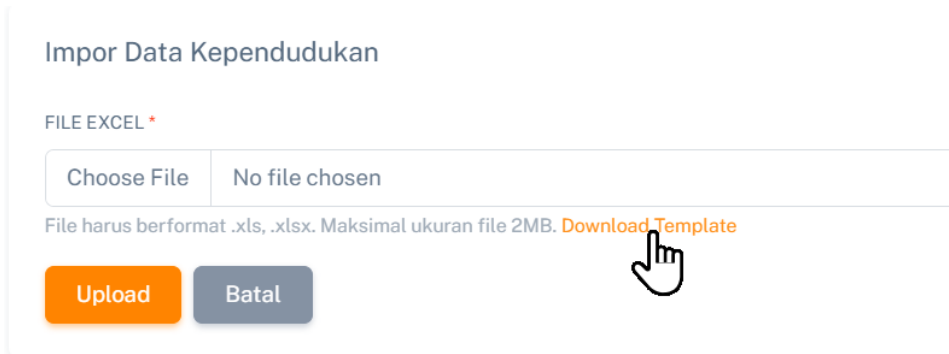 Impor Data Kependudukan
FILE EXCEL *
Choose File No file chosen
File harus berformat .xls, .xlsx. Maksimal ukuran file 2MB. Download Template
Upload Batal